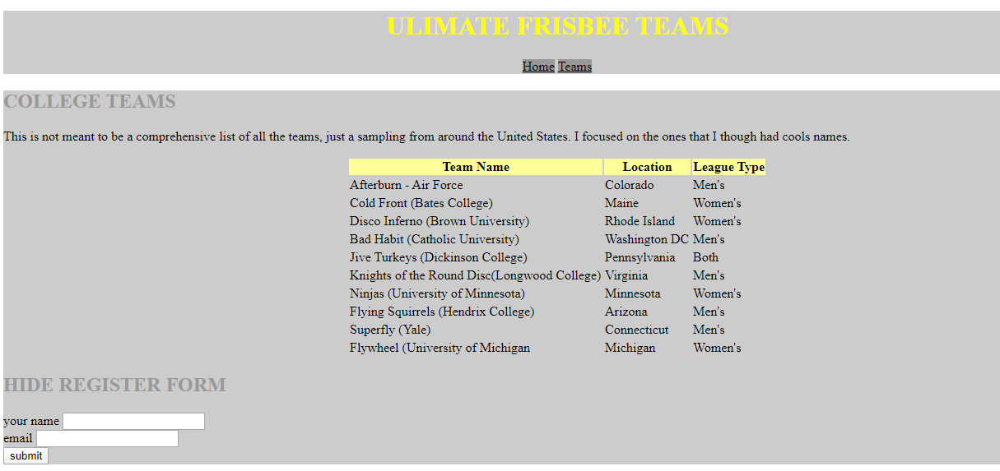 ULIMATE FRISBEE TEAMS
Home Teams
COLLEGE TEAMS
This is not meant to be a comprehensive list of all the teams, just a sampling from around the United States. I focused on the ones that I though had cools names.
Team Name Location League Type
Afterburn - Air Force Colorado Men's
Cold Front (Bates College) Maine Women's
Disco Inferno (Brown University) Rhode Island Women's
Bad Habit (Catholic University) Washington DC Men's
Jive Turkeys (Dickinson College) Pennsylvania Both
Knights of the Round Disc(Longwood College) Virginia Men's
Ninjas (University of Minnesota) Minnesota Women's
Flying Squirrels (Hendrix College) Arizona Men's
Superfly (Yale) Connecticut Men's
Flywheel (University of Michigan Michigan Women's
HIDE REGISTER FORM
your name
email
submit